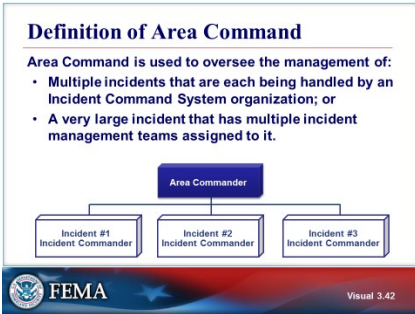 Definition of Area Command
Area Command is used to oversee the management of:
• Multiple incidents that are each being handled by an
Incident Command System organization; or
• A very large incident that has multiple incident
management teams assigned to it.
Area Commander
Incident #1
Incident Commander
Incident #2
Incident Commander
Incident #3
Incident Commander
FEMA
Visual 3.42